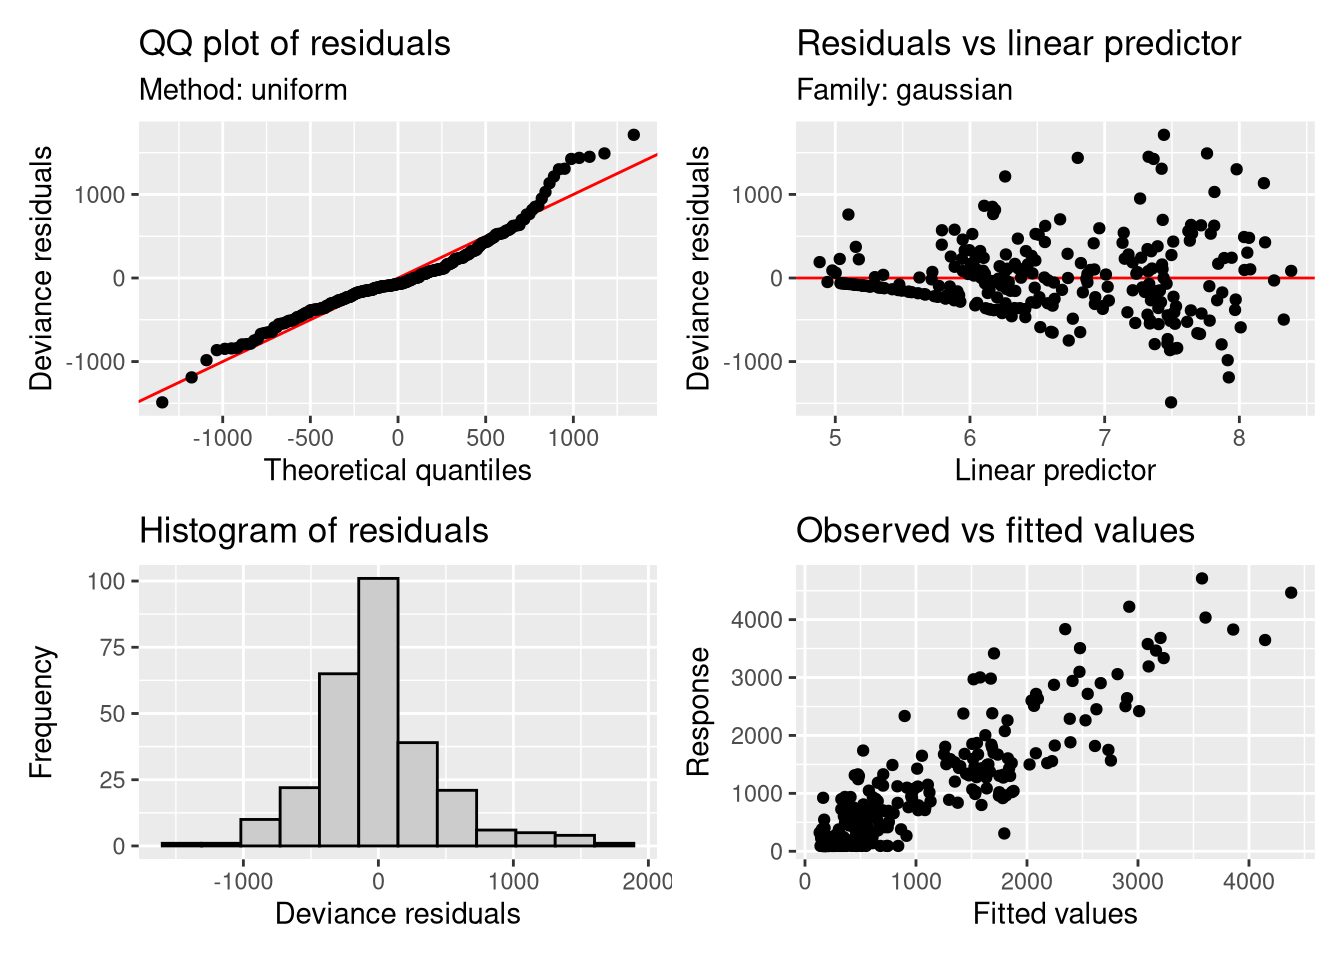 QQ plot of residuals
Method: uniform
Deviance residuals
1000
0
-1000
-1000 -500 0 500 1000
Theoretical quantiles
Residuals vs linear predictor
Family: gaussian
Deviance residuals
1000
0
-1000
5 6 7 8
Linear predictor
Histogram of residuals
Frequency
100
75
50
25
0
-1000 0 1000 2000
Deviance residuals
Observed vs fitted values
Response
4000
3000
2000
1000
0
0 1000 2000 3000 4000
Fitted values